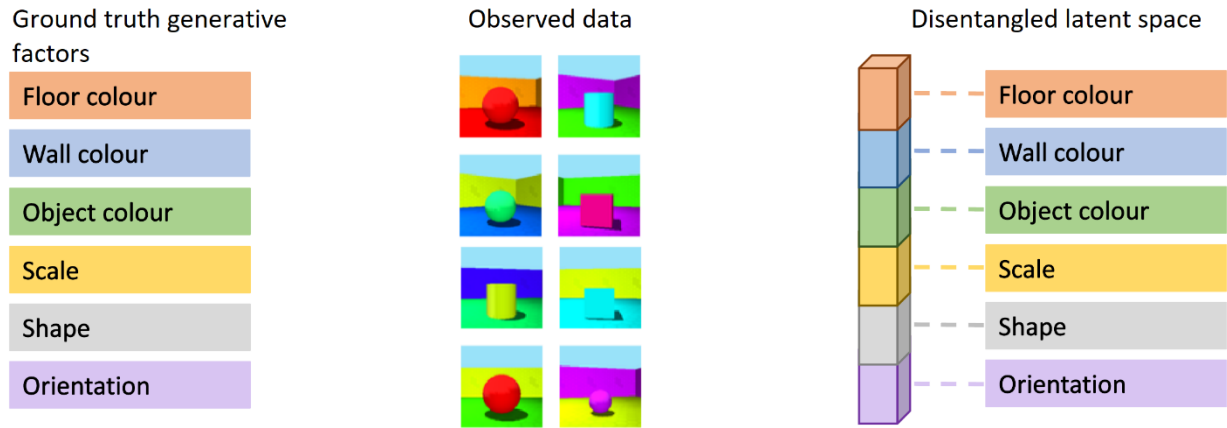 Ground truth generative
factors
Floor colour
Wall colour
Object colour
Scale
Shape
Orientation
Observed data
Disentangled latent space
Floor colour
Wall colour
Object colour
Scale
Shape
Orientation